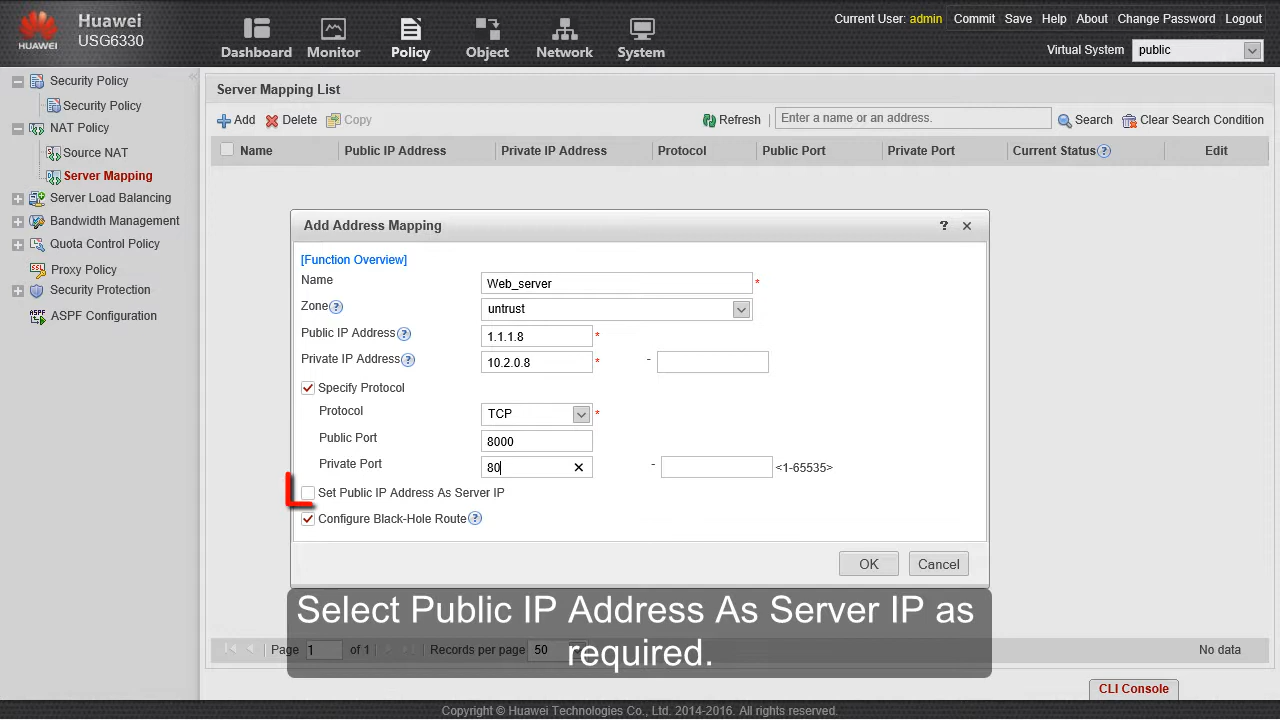 Huawei
USG6330
HUAWEI
Dashboard
Monitor
Policy
Object
Network
System
Current User: admin Commit Save Help About Change Password Logout
Virtual System public
Security Policy
Security Policy
NAT Policy
Source NAT
Server Mapping
Server Load Balancing
Bandwidth Management
Quota Control Policy
Proxy Policy
Security Protection
ASPF Configuration
Server Mapping List
Add Delete Copy Refresh Enter a name or an address. Search Clear Search Condition
Name Public IP Address Private IP Address Protocol Public Port Private Port Current Status Edit
Add Address Mapping
[Function Overview]
Name Web_server *
Zone untrust
Public IP Address 1.1.1.8 *
Private IP Address 10.2.0.8 * -
Specify Protocol
Protocol TCP *
Public Port 8000
Private Port 80 - <1-65535>
Set Public IP Address As Server IP
Configure Black-Hole Route
OK Cancel
Select Public IP Address As Server IP as
required.
Page 1 of 1 Records per page 50 No data
CLI Console
Copyright © Huawei Technologies Co., Ltd. 2014-2016. All rights reserved.